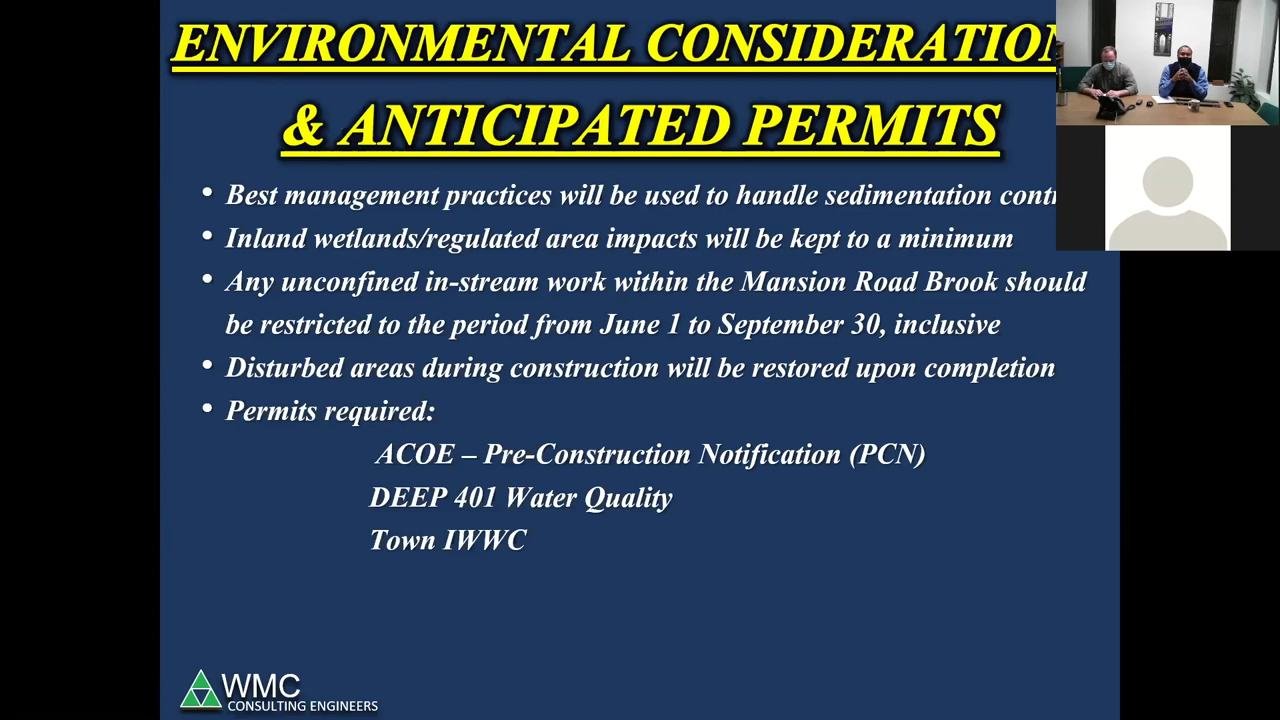 ENVIRONMENTAL CONSIDERATION
& ANTICIPATED PERMITS
• Best management practices will be used to handle sedimentation
• Inland wetlands/regulated area impacts will be kept to a minimum
• Any unconfined in-stream work within the Mansion Road Brook should
be restricted to the period from June 1 to September 30, inclusive
• Disturbed areas during construction will be restored upon completion
• Permits required:
ACOE – Pre-Construction Notification (PCN)
DEEP 401 Water Quality
Town IWWC
WMC
CONSULTING ENGINEERS